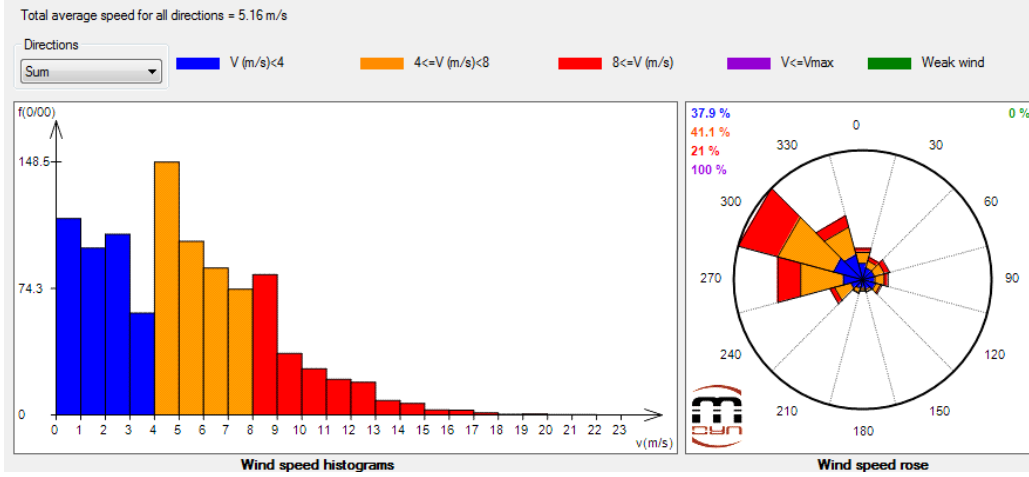 Total average speed for all directions = 5.16 m/s
Directions
Sum
V (m/s)<4
4<=V (m/s)<8
8<=V (m/s)
V<=Vmax
Weak wind
f(0/00)
148.5
74.3
0
0 1 2 3 4 5 6 7 8 9 10 11 12 13 14 15 16 17 18 19 20 21 22 23
v(m/s)
Wind speed histograms
37.9 %
41.1 %
21 %
100 %
0 %
0
30
60
90
120
150
180
210
240
270
300
330
m
Wind speed rose